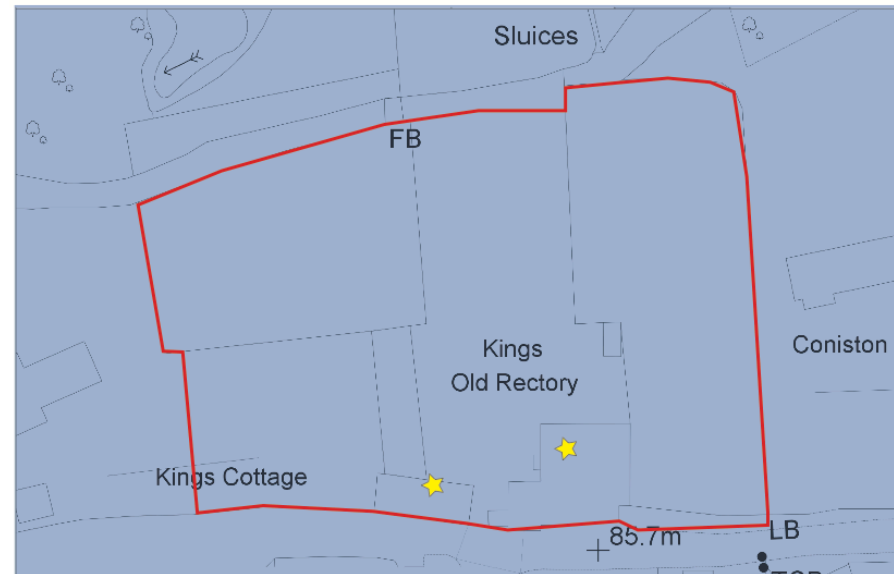 Sluices
FB
Kings
Old Rectory
Coniston
Kings Cottage
LB
85.7m